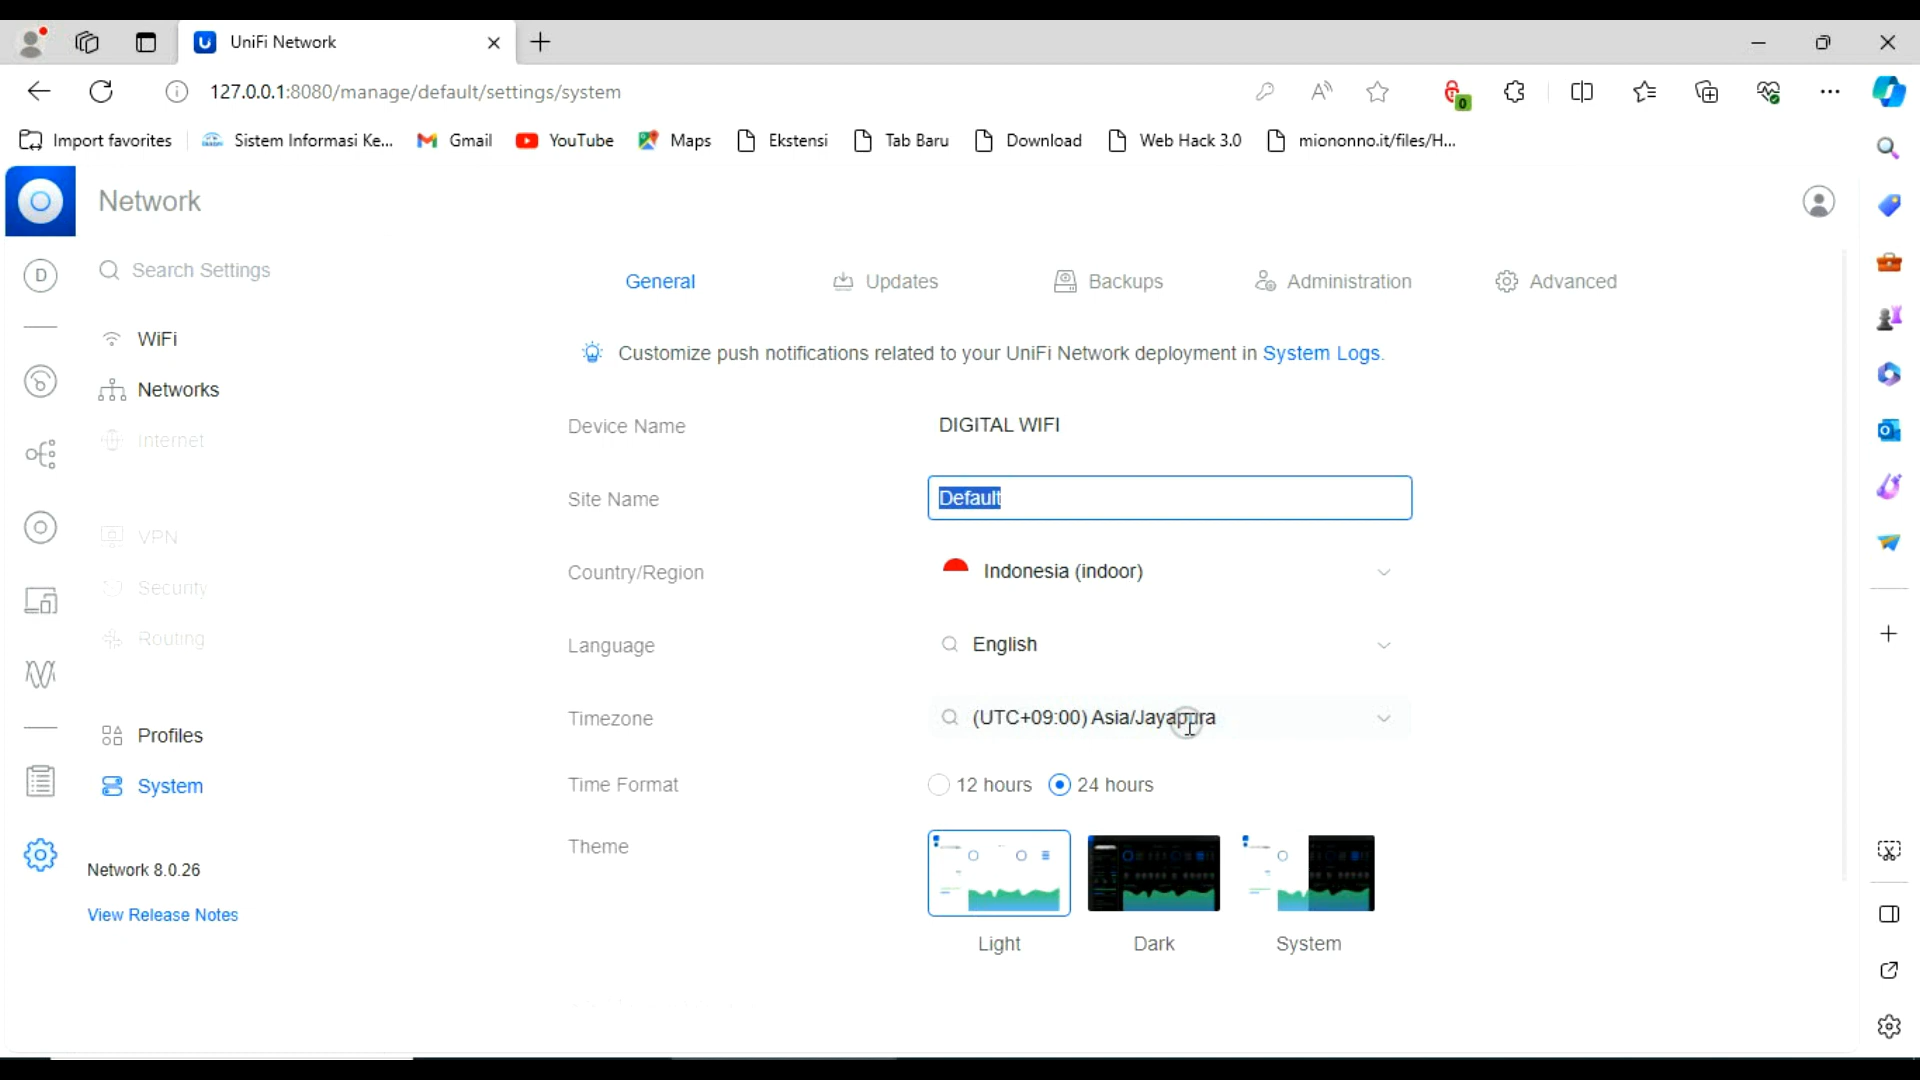 UniFi Network
127.0.0.1:8080/manage/default/settings/system
0
Import favorites Sistem Informasi Ke... Gmail YouTube Maps Ekstensi Tab Baru Download Web Hack 3.0 miononno.it/files/H...
Network
D
Search Settings
WiFi
Networks
Internet
VPN
Security
Routing
Profiles
System
Network 8.0.26
View Release Notes
General Updates Backups Administration Advanced
Customize push notifications related to your UniFi Network deployment in System Logs.
Device Name DIGITAL WIFI
Site Name Default
Country/Region Indonesia (indoor)
Language English
Timezone (UTC+09:00) Asia/Jayapura
Time Format 12 hours 24 hours
Theme
Light Dark System